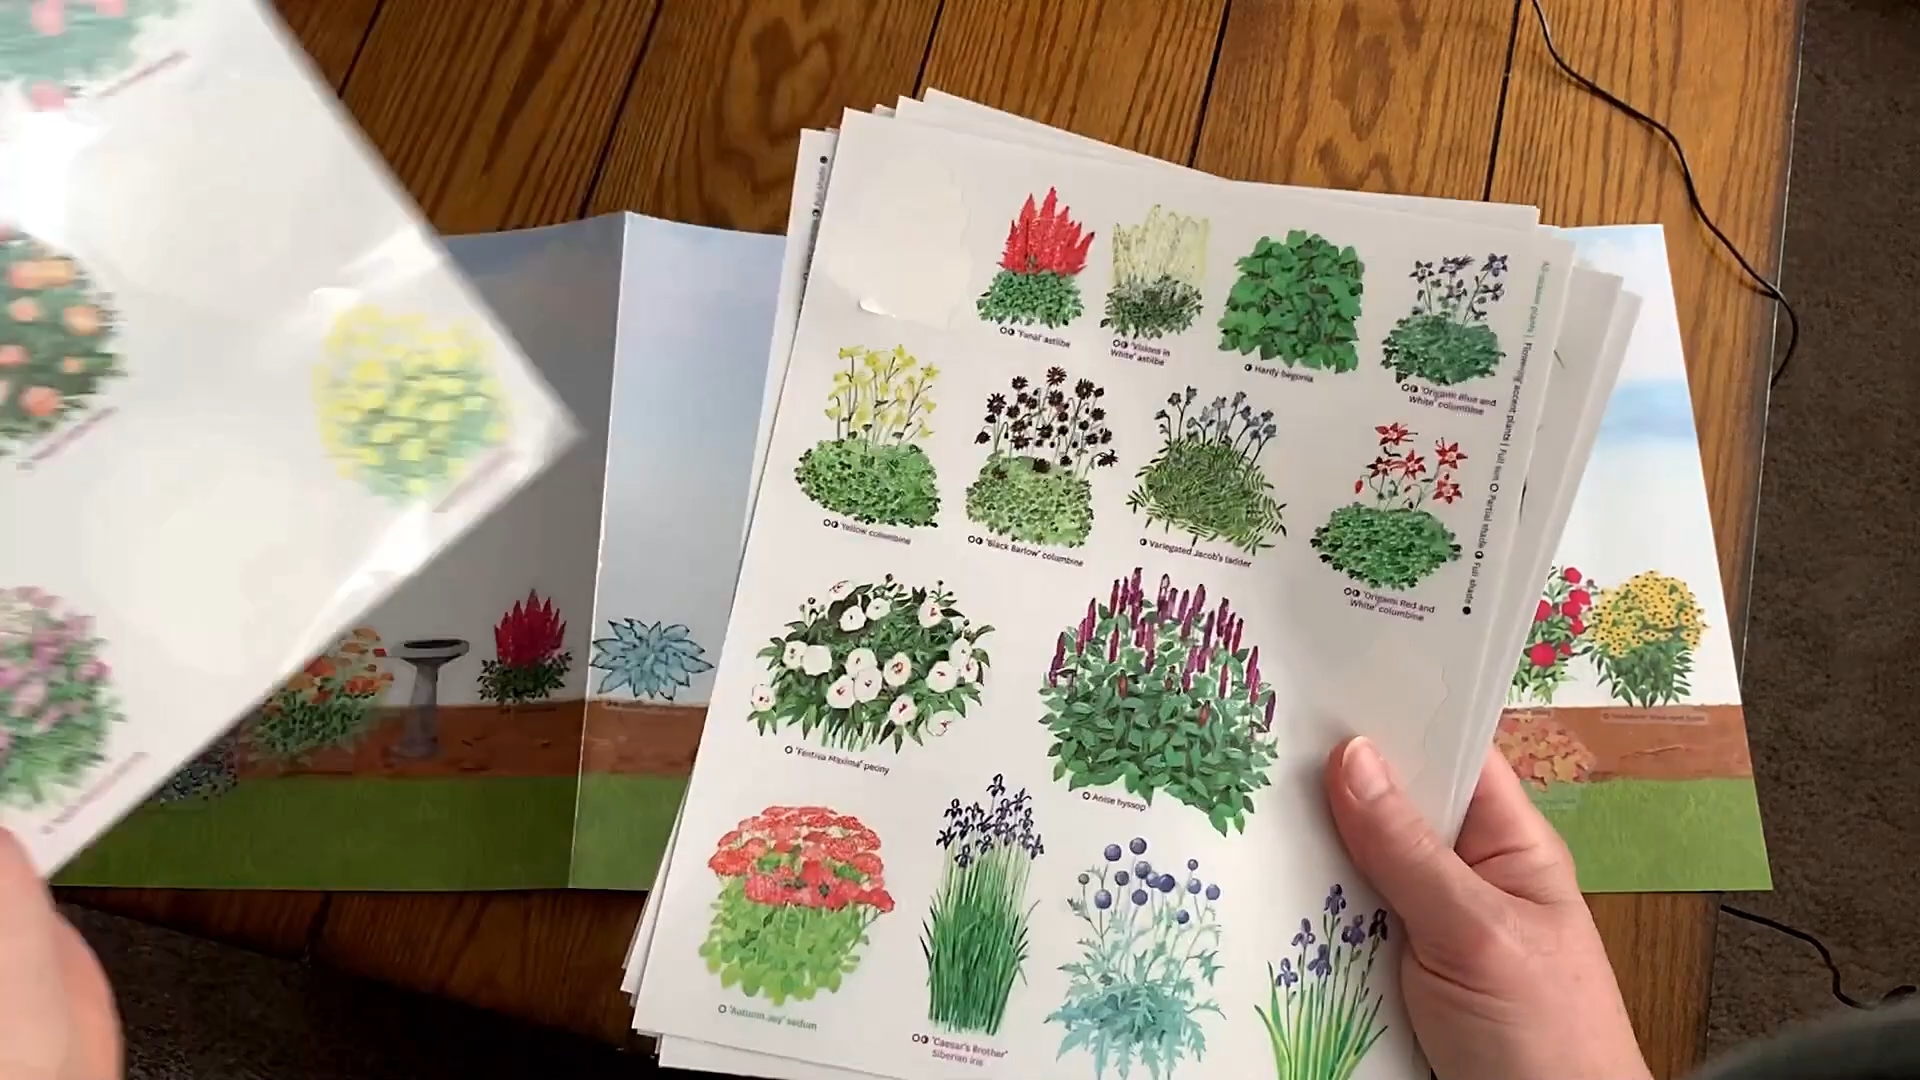 'Fanal' astilbe
'Visions in
White' astilbe
Hardy begonia
'Origami Blue and
White' columbine
Yellow columbine
'Black Barlow' columbine
Variegated Jacob's ladder
'Origami Red and
White' columbine
'Festiva Maxima' peony
Anise hyssop
'Autumn Joy' sedum
'Caesar's Brother'
Siberian iris
plants | Flowering accent plants | Full sun ○ Partial shade ◑ Full shade ●